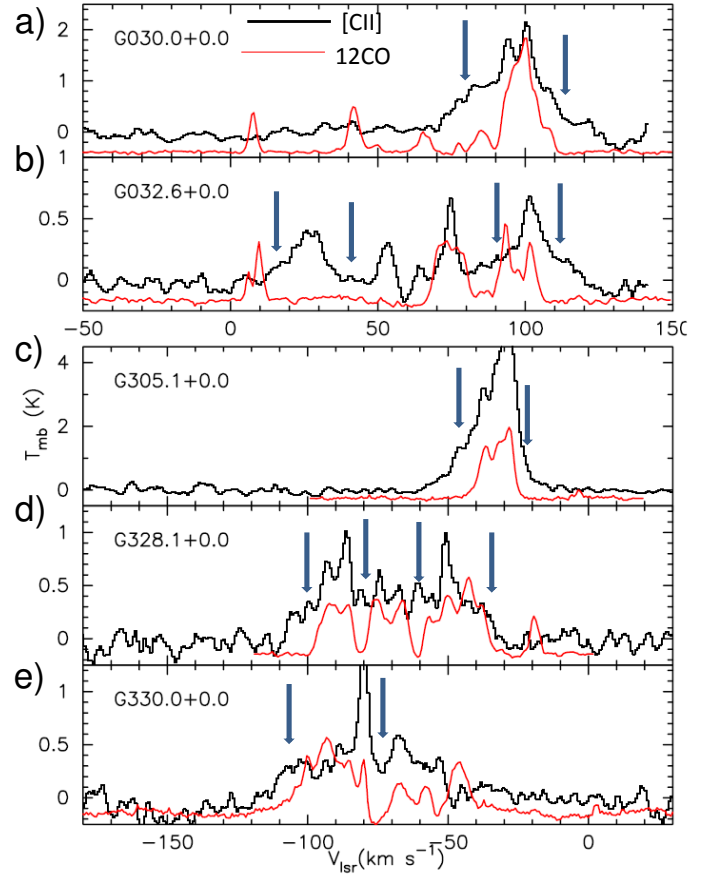 a) G030.0+0.0 [CII]
12CO
2
1
0
b) G032.6+0.0
1
0.5
0
−50 0 50 100 150
c) G305.1+0.0
4
2
0
T_mb (K)
d) G328.1+0.0
1
0.5
0
e) G330.0+0.0
1
0.5
0
−150 −100 −50 0
V_lsr (km s⁻¹)